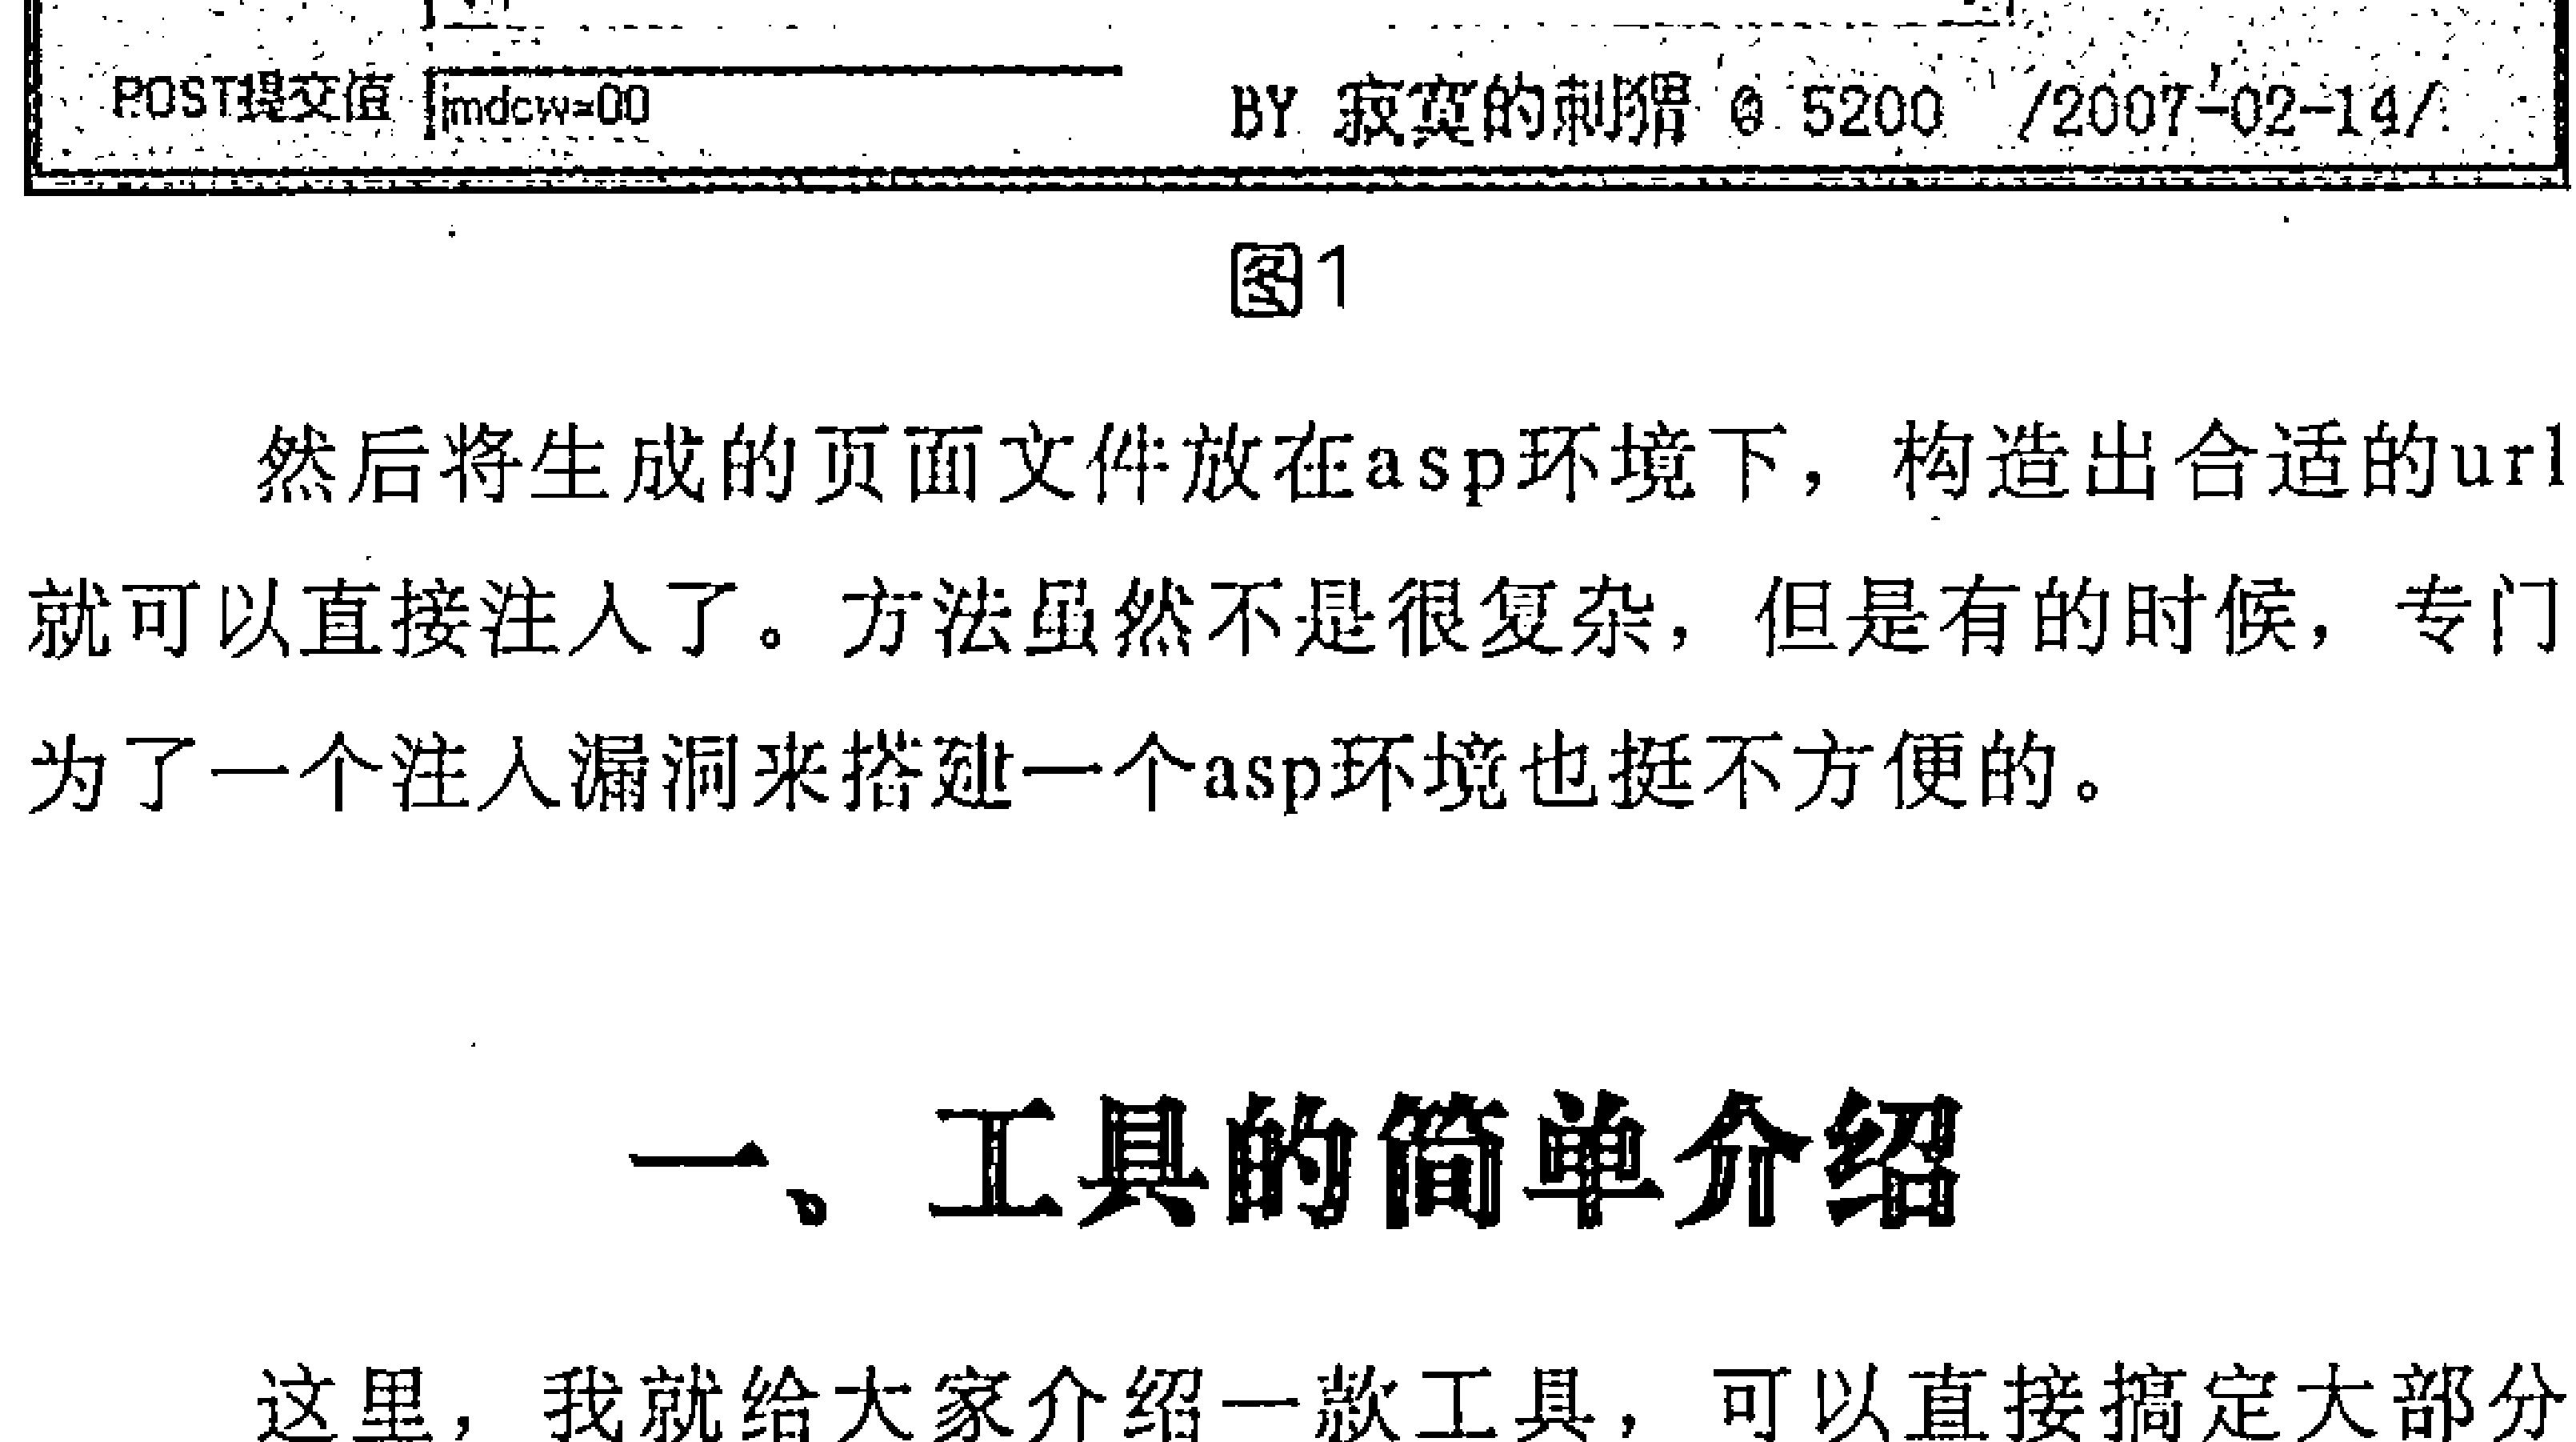 POST提交值 jmdcw=00 BY 寂寞的刺猬 @ 5200 /2007-02-14/
图1
然后将生成的页面文件放在asp环境下，构造出合适的url
就可以直接注入了。方法虽然不是很复杂，但是有的时候，专门
为了一个注入漏洞来搭建一个asp环境也挺不方便的。
一、工具的简单介绍
这里，我就给大家介绍一款工具，可以直接搞定大部分